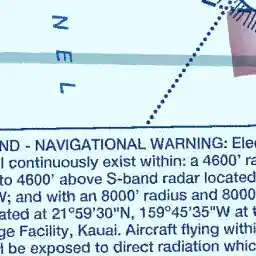 N
E
L
ND - NAVIGATIONAL WARNING: Ele
l continuously exist within: a 4600' ra
to 4600' above S-band radar located
W; and with an 8000' radius and 8000
ated at 21°59'30"N, 159°45'35"W at t
ge Facility, Kauai. Aircraft flying withi
l be exposed to direct radiation whic